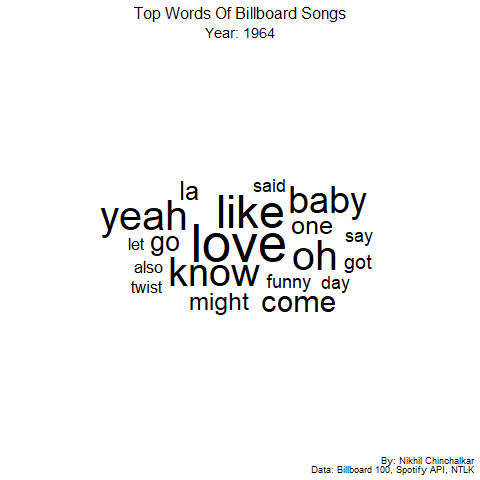 Top Words Of Billboard Songs
Year: 1964
la said
yeah like baby
one
let go love oh say
also know got
twist funny day
might come
By: Nikhil Chinchalkar
Data: Billboard 100, Spotify API, NTLK